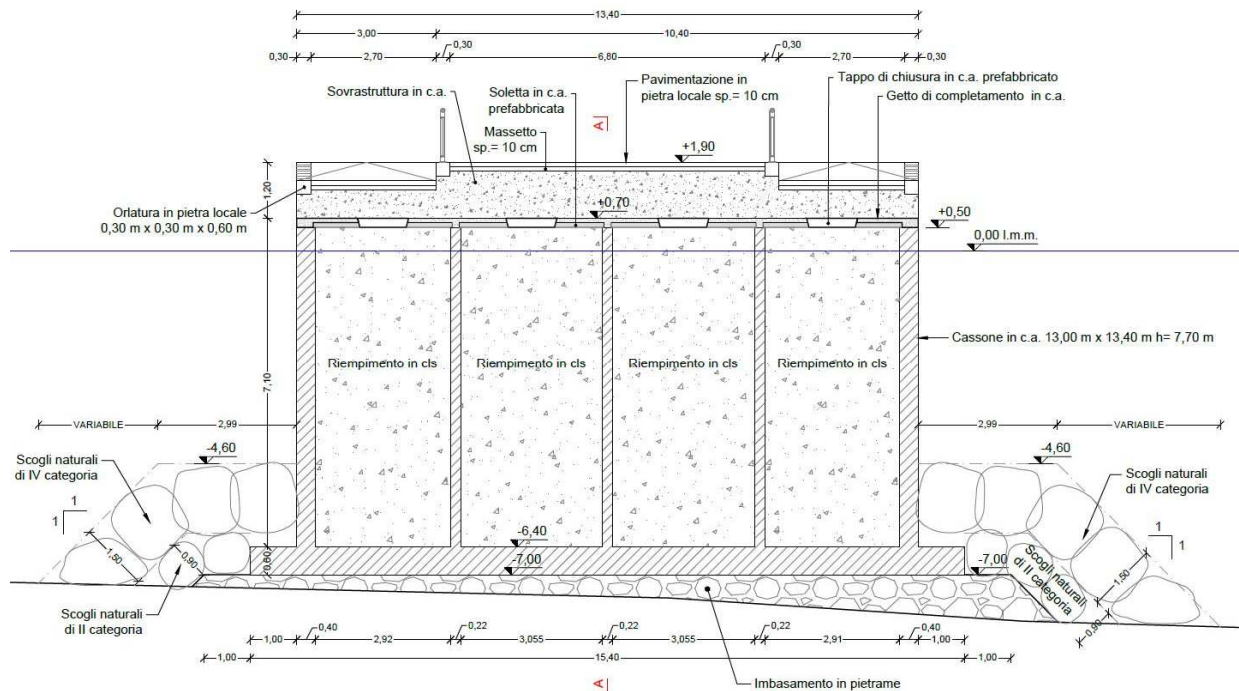 13,40
3,00
10,40
0,30
0,30
0,30
2,70
6,80
2,70
0,30
Sovrastruttura in c.a.
Soletta in c.a.
prefabbricata
Pavimentazione in
pietra locale sp.= 10 cm
Tappo di chiusura in c.a. prefabbricato
Getto di completamento in c.a.
A
Massetto
sp.= 10 cm
+1,90
1,20
Orlatura in pietra locale
0,30 m x 0,30 m x 0,60 m
+0,70
+0,50
0,00 l.m.m.
Cassone in c.a. 13,00 m x 13,40 m h= 7,70 m
Riempimento in cls
Riempimento in cls
Riempimento in cls
Riempimento in cls
7,10
VARIABILE
2,99
2,99
VARIABILE
-4,60
-4,60
Scogli naturali
di IV categoria
Scogli naturali
di IV categoria
1
1
1
1
-6,40
-7,00
-7,00
0,60
1,50
0,90
Scogli naturali
di II categoria
1,50
0,90
Scogli naturali
di II categoria
0,40
0,22
0,22
0,22
0,40
1,00
2,92
3,055
3,055
2,91
1,00
1,00
15,40
1,00
A
Imbasamento in pietrame